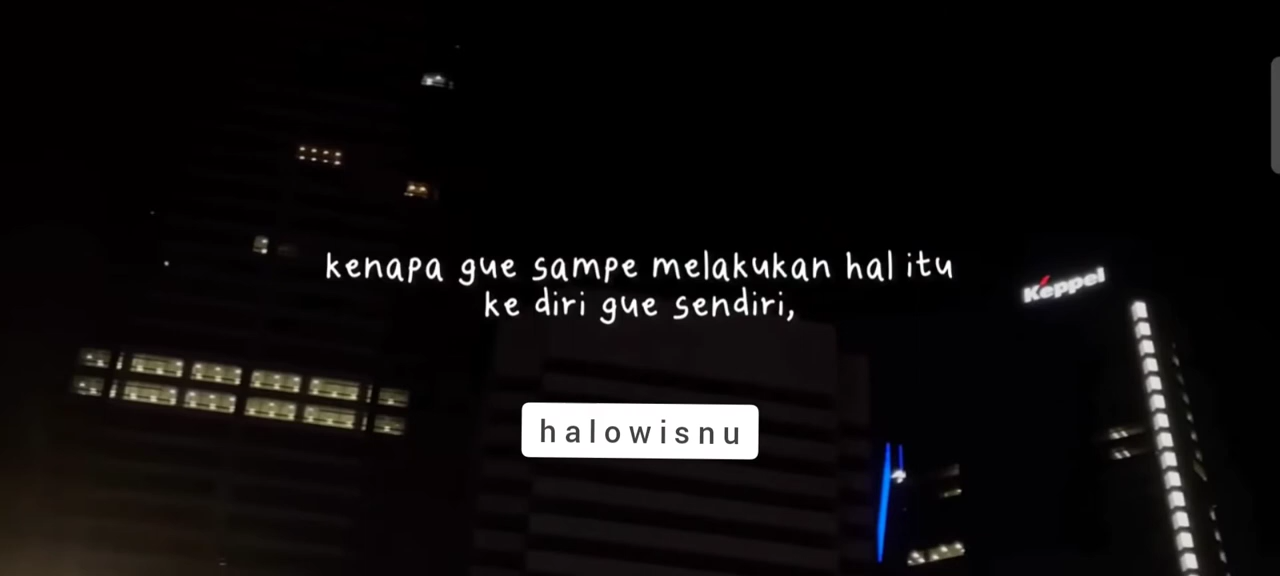 kenapa gue sampe melakukan hal itu
ke diri gue sendiri,
Keppel
halowisnu